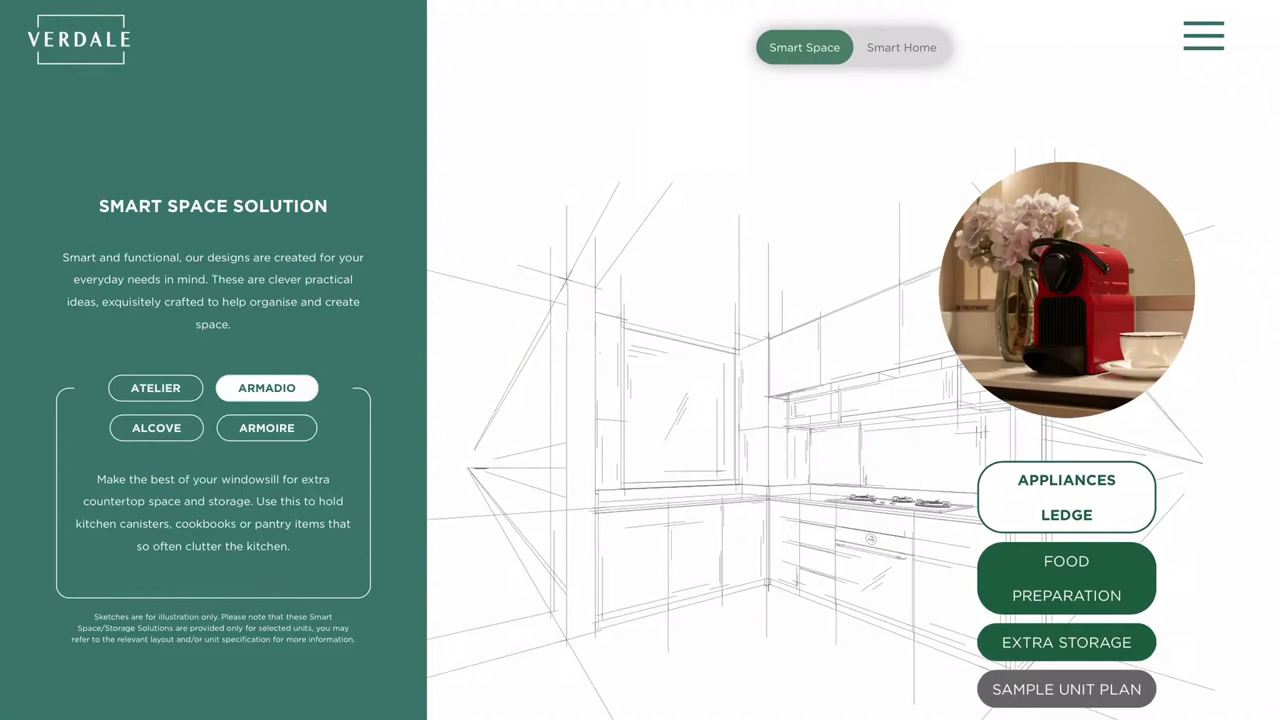 VERDALE
Smart Space
Smart Home
SMART SPACE SOLUTION
Smart and functional, our designs are created for your
everyday needs in mind. These are clever practical
ideas, exquisitely crafted to help organise and create
space.
ATELIER
ARMADIO
ALCOVE
ARMOIRE
Make the best of your windowsill for extra
countertop space and storage. Use this to hold
kitchen canisters, cookbooks or pantry items that
so often clutter the kitchen.
Sketches are for illustration only. Please note that these Smart
Space/Storage Solutions are provided only for selected units, you may
refer to the relevant layout and/or unit specification for more information.
APPLIANCES
LEDGE
FOOD
PREPARATION
EXTRA STORAGE
SAMPLE UNIT PLAN